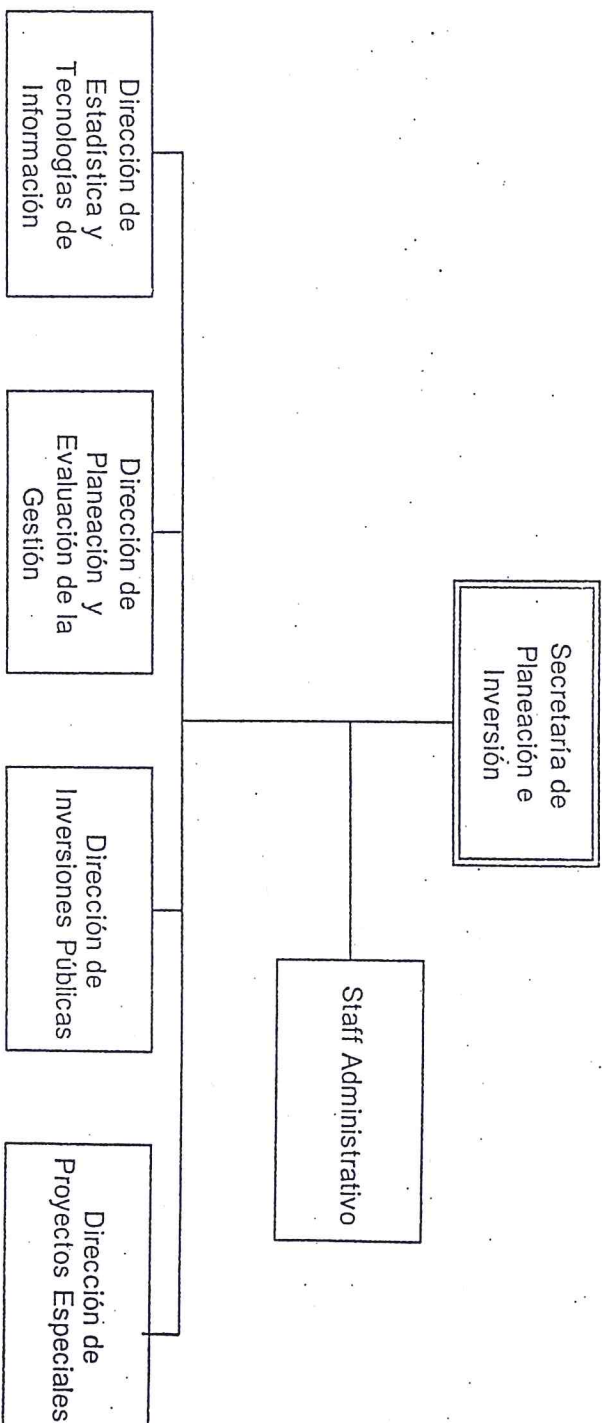 Secretaría de
Planeación e
Inversión
Staff Administrativo
Dirección de
Estadística y
Tecnologías de
Información
Dirección de
Planeación y
Evaluación de la
Gestión
Dirección de
Inversiones Públicas
Dirección de
Proyectos Especiales